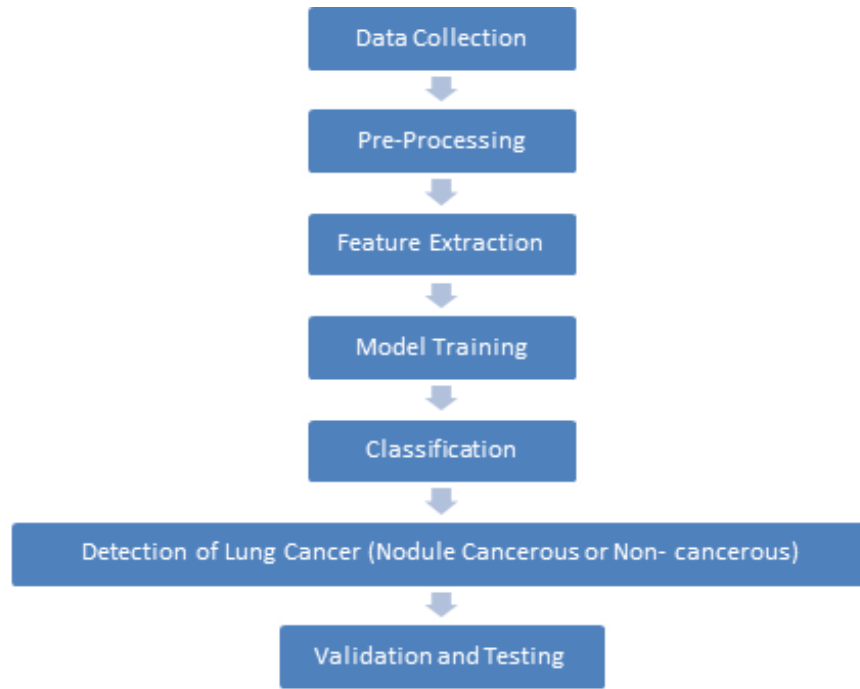 Data Collection
Pre-Processing
Feature Extraction
Model Training
Classification
Detection of Lung Cancer (Nodule Cancerous or Non- cancerous)
Validation and Testing